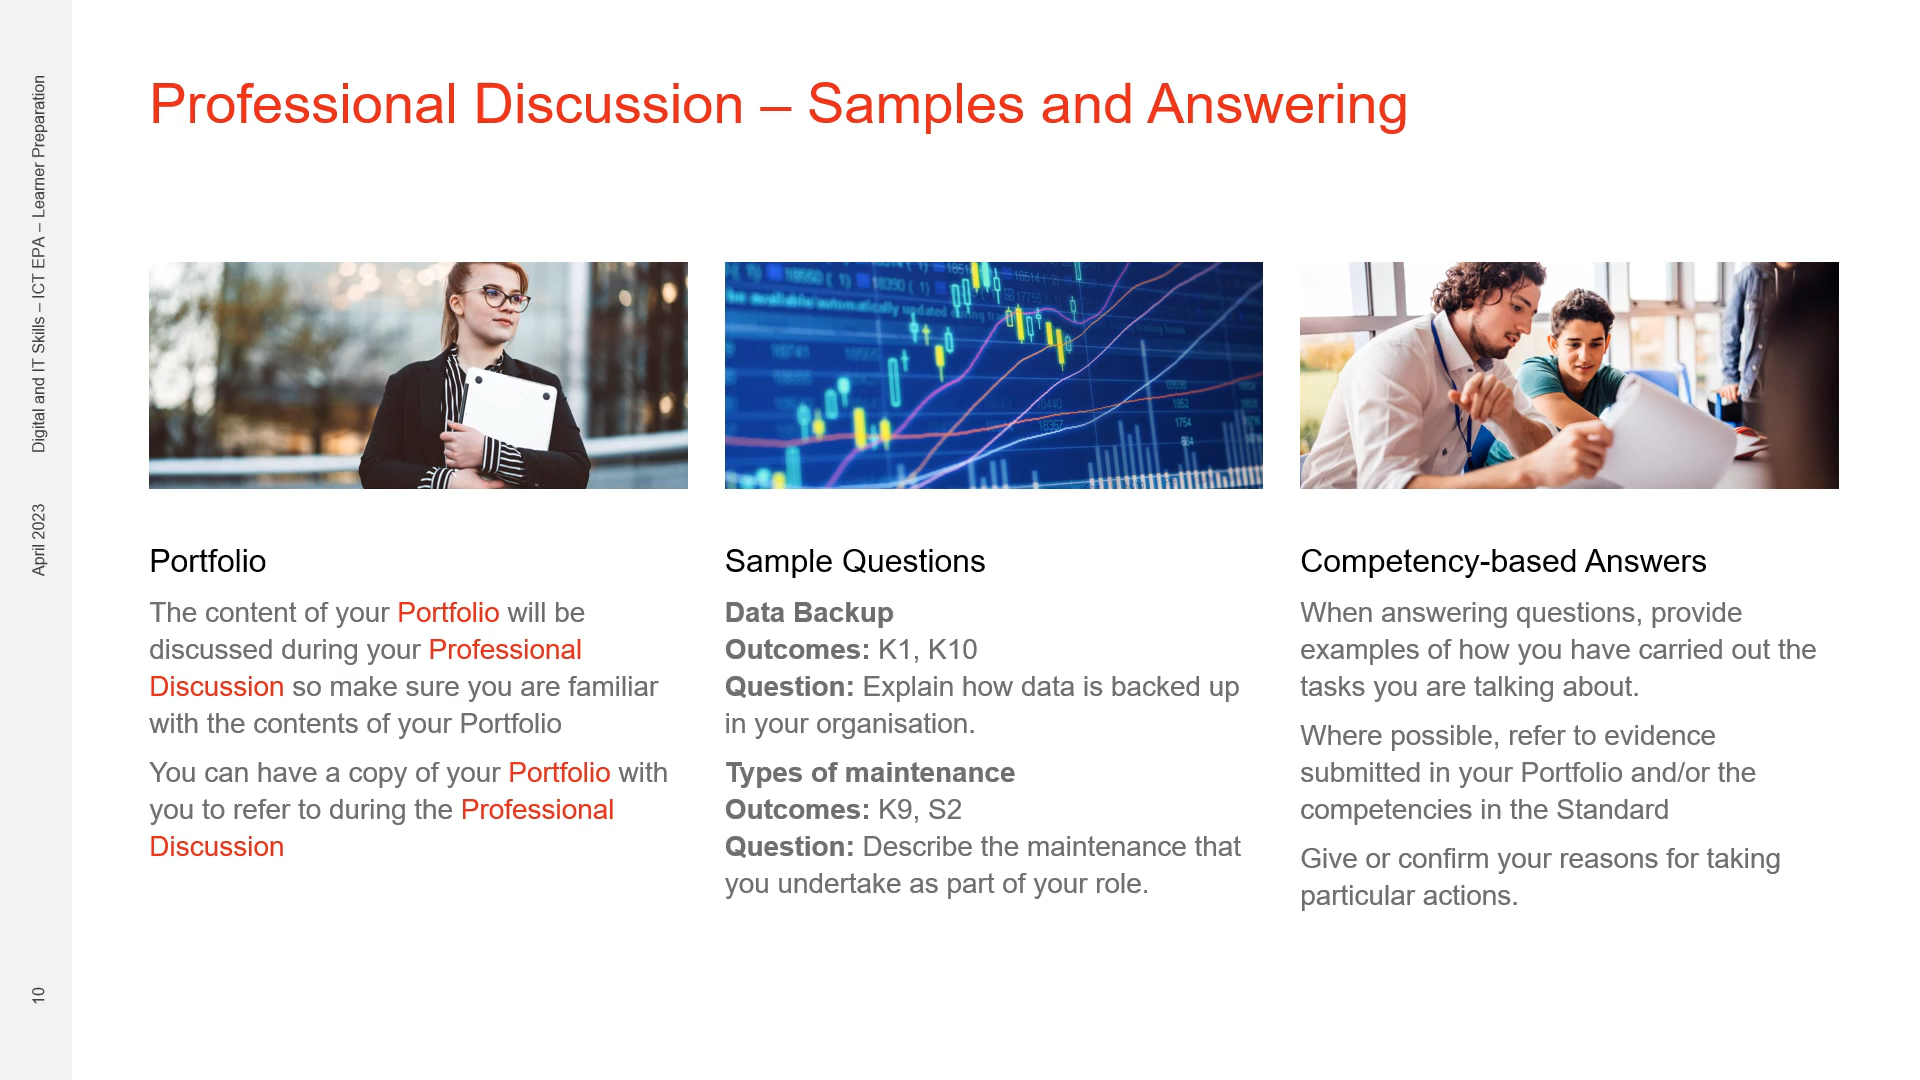 Professional Discussion – Samples and Answering
Portfolio
The content of your Portfolio will be
discussed during your Professional
Discussion so make sure you are familiar
with the contents of your Portfolio
You can have a copy of your Portfolio with
you to refer to during the Professional
Discussion
Sample Questions
Data Backup
Outcomes: K1, K10
Question: Explain how data is backed up
in your organisation.
Types of maintenance
Outcomes: K9, S2
Question: Describe the maintenance that
you undertake as part of your role.
Competency-based Answers
When answering questions, provide
examples of how you have carried out the
tasks you are talking about.
Where possible, refer to evidence
submitted in your Portfolio and/or the
competencies in the Standard
Give or confirm your reasons for taking
particular actions.
Digital and IT Skills – ICT EPA – Learner Preparation
April 2023
10